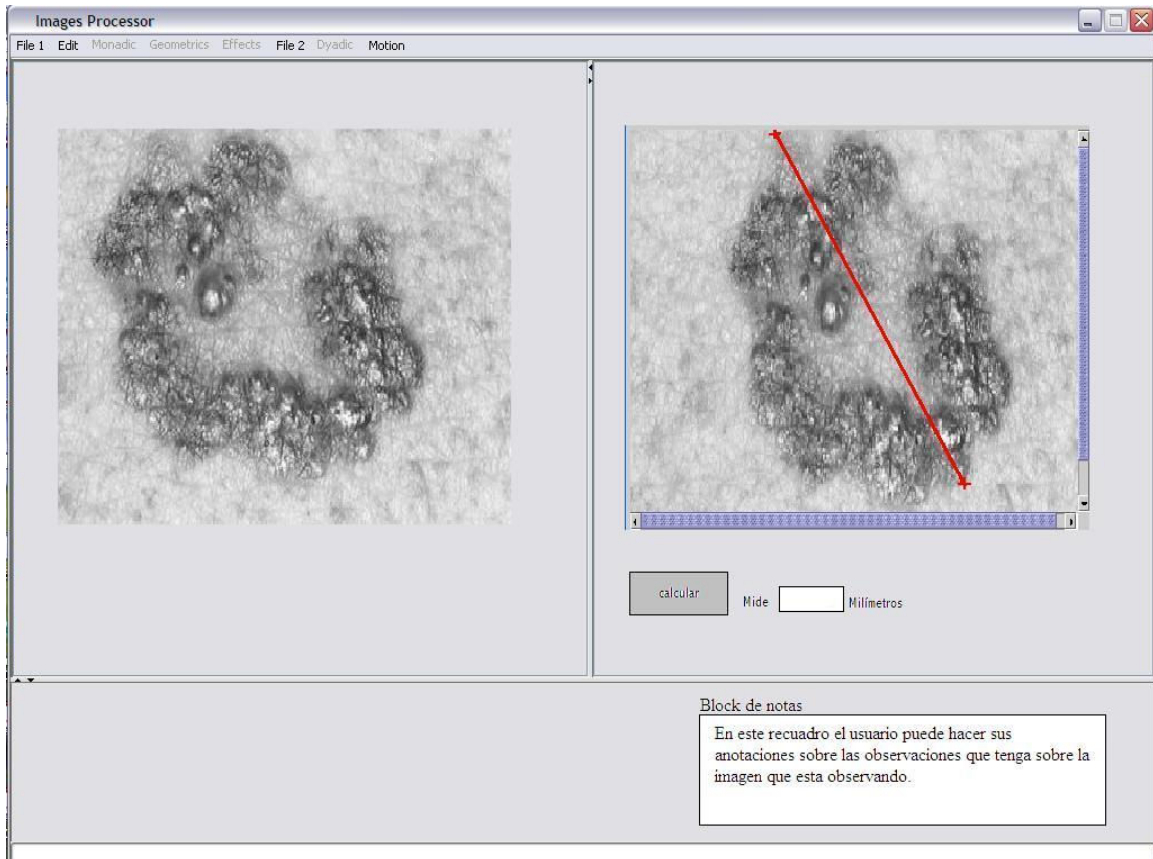 Images Processor
File 1 Edit Monadic Geometrics Effects File 2 Dyadic Motion
calcular
Mide
Milímetros
Block de notas
En este recuadro el usuario puede hacer sus
anotaciones sobre las observaciones que tenga sobre la
imagen que esta observando.